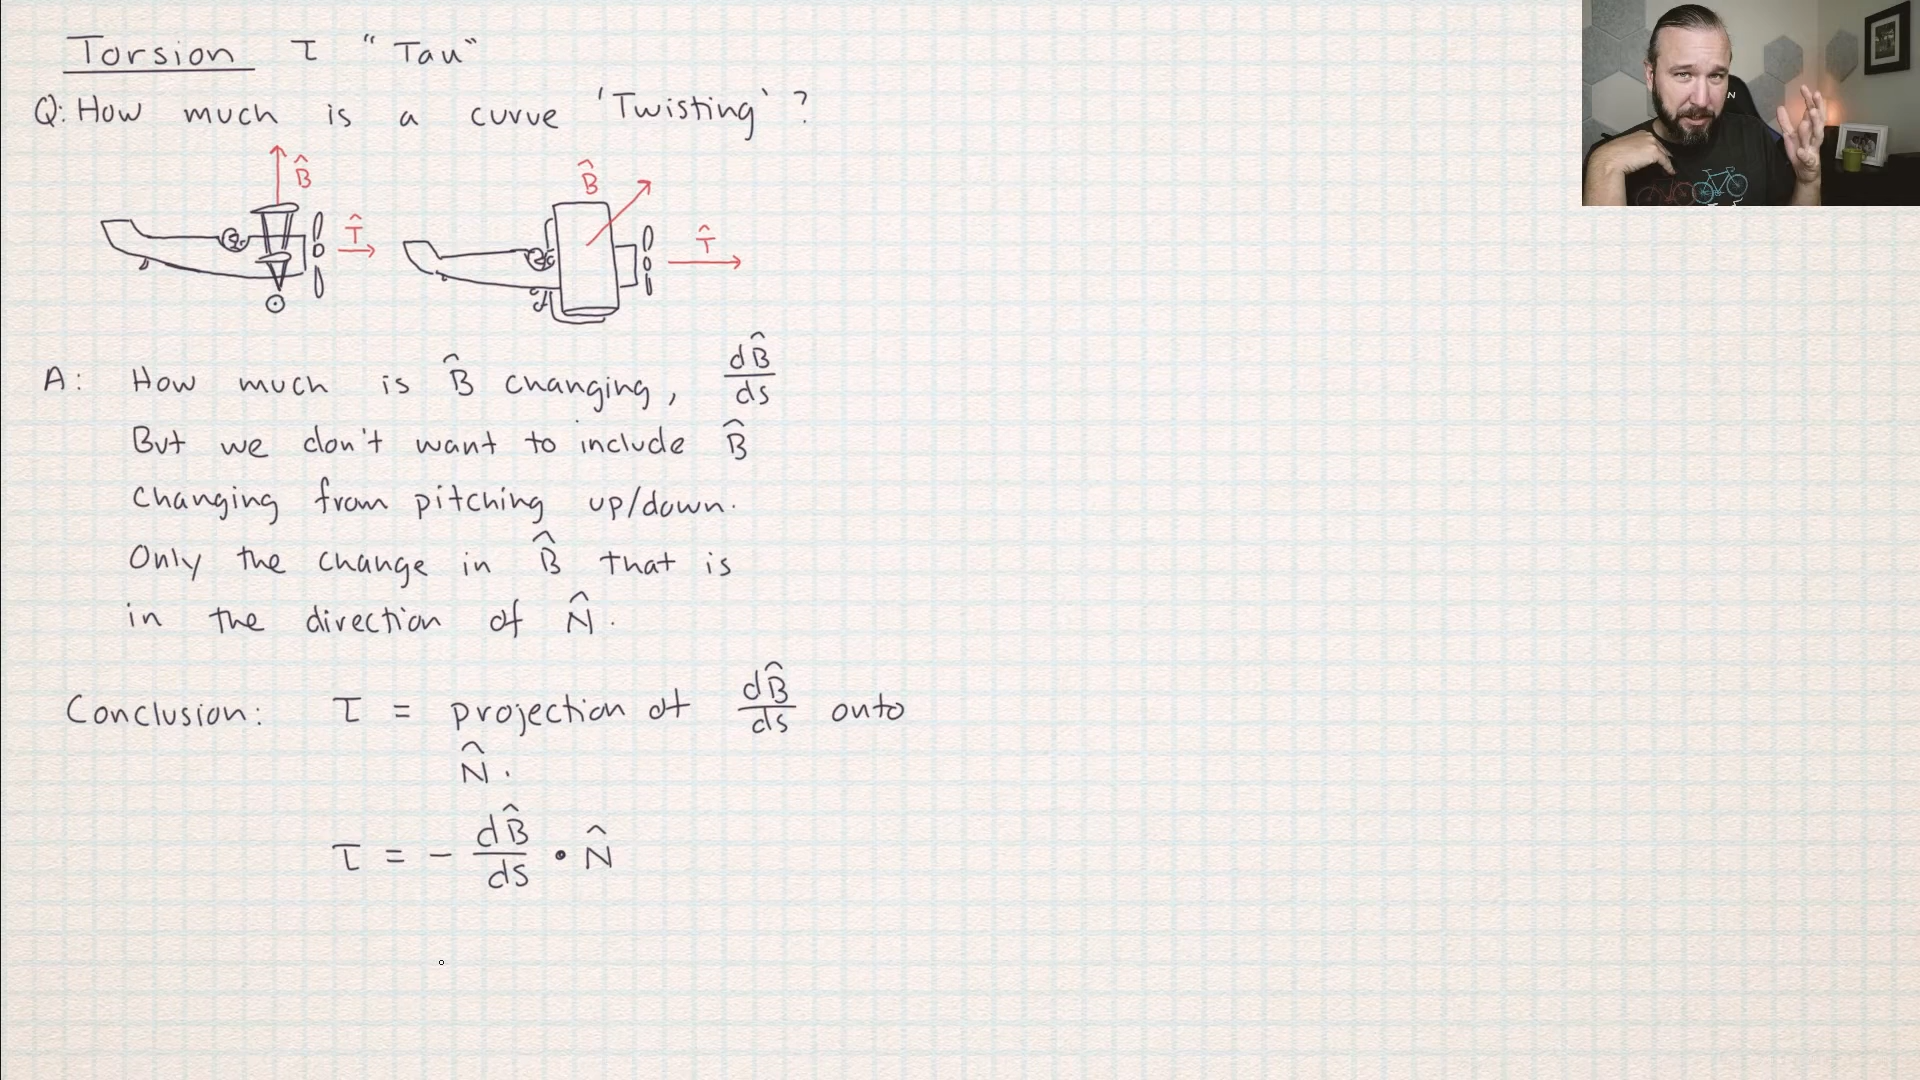 Torsion τ "Tau"
Q: How much is a curve 'Twisting'?
B̂ T̂ B̂ T̂
A: How much is B̂ changing, dB̂/ds
But we don't want to include B̂
changing from pitching up/down.
Only the change in B̂ that is
in the direction of N̂.
Conclusion: τ = projection of dB̂/ds onto
N̂.
τ = - dB̂/ds • N̂